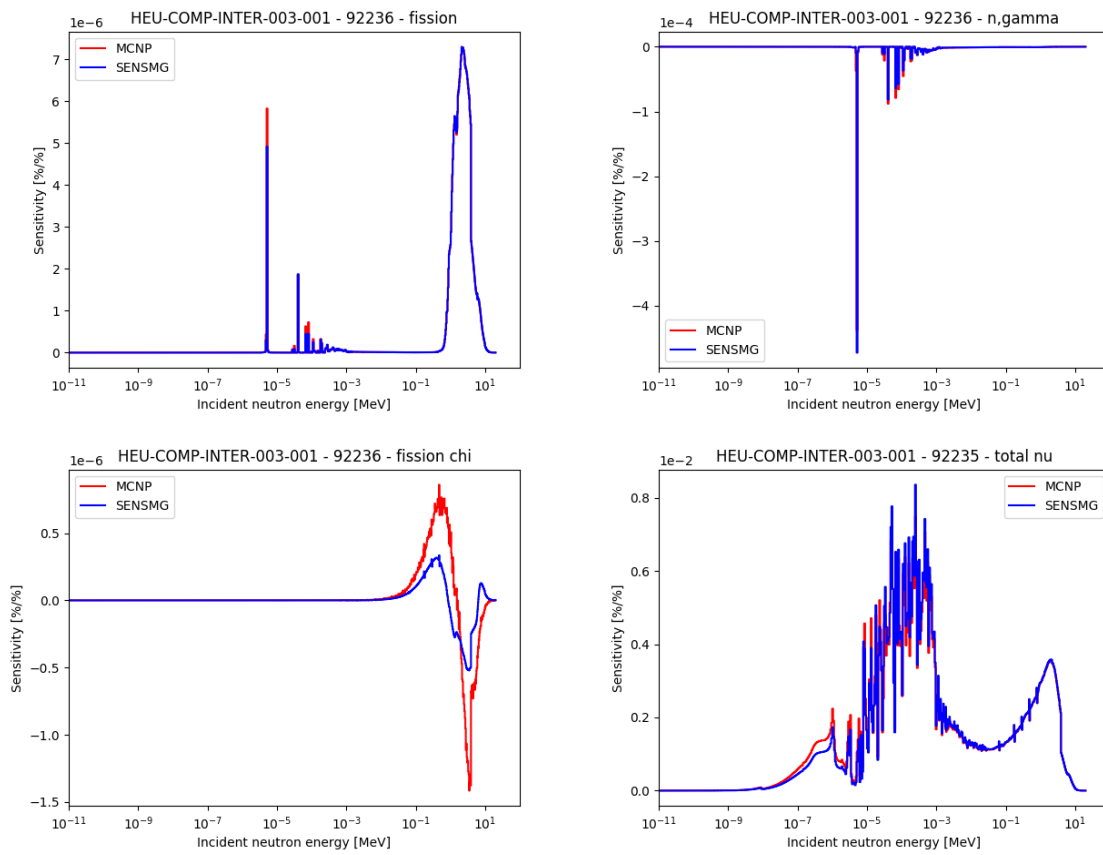 HEU-COMP-INTER-003-001 - 92236 - fission
1e-6
MCNP
SENSMG
Sensitivity [%/%]
7
6
5
4
3
2
1
0
10^-11
10^-9
10^-7
10^-5
10^-3
10^-1
10^1
Incident neutron energy [MeV]
HEU-COMP-INTER-003-001 - 92236 - n,gamma
1e-4
0
−1
−2
−3
−4
Sensitivity [%/%]
MCNP
SENSMG
10^-11
10^-9
10^-7
10^-5
10^-3
10^-1
10^1
Incident neutron energy [MeV]
HEU-COMP-INTER-003-001 - 92236 - fission chi
1e-6
MCNP
SENSMG
Sensitivity [%/%]
0.5
0.0
−0.5
−1.0
−1.5
10^-11
10^-9
10^-7
10^-5
10^-3
10^-1
10^1
Incident neutron energy [MeV]
HEU-COMP-INTER-003-001 - 92235 - total nu
1e-2
MCNP
SENSMG
Sensitivity [%/%]
0.8
0.6
0.4
0.2
0.0
10^-11
10^-9
10^-7
10^-5
10^-3
10^-1
10^1
Incident neutron energy [MeV]